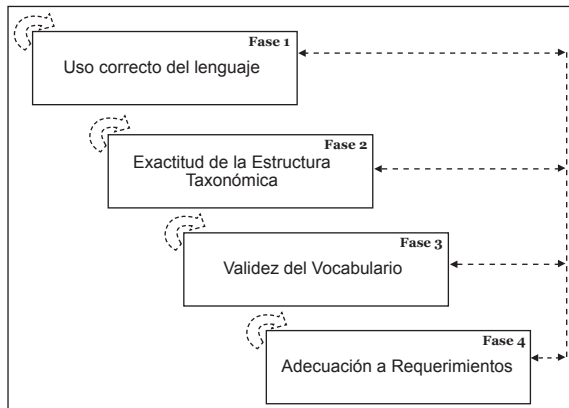 Fase 1
Uso correcto del lenguaje
Fase 2
Exactitud de la Estructura
Taxonómica
Fase 3
Validez del Vocabulario
Fase 4
Adecuación a Requerimientos